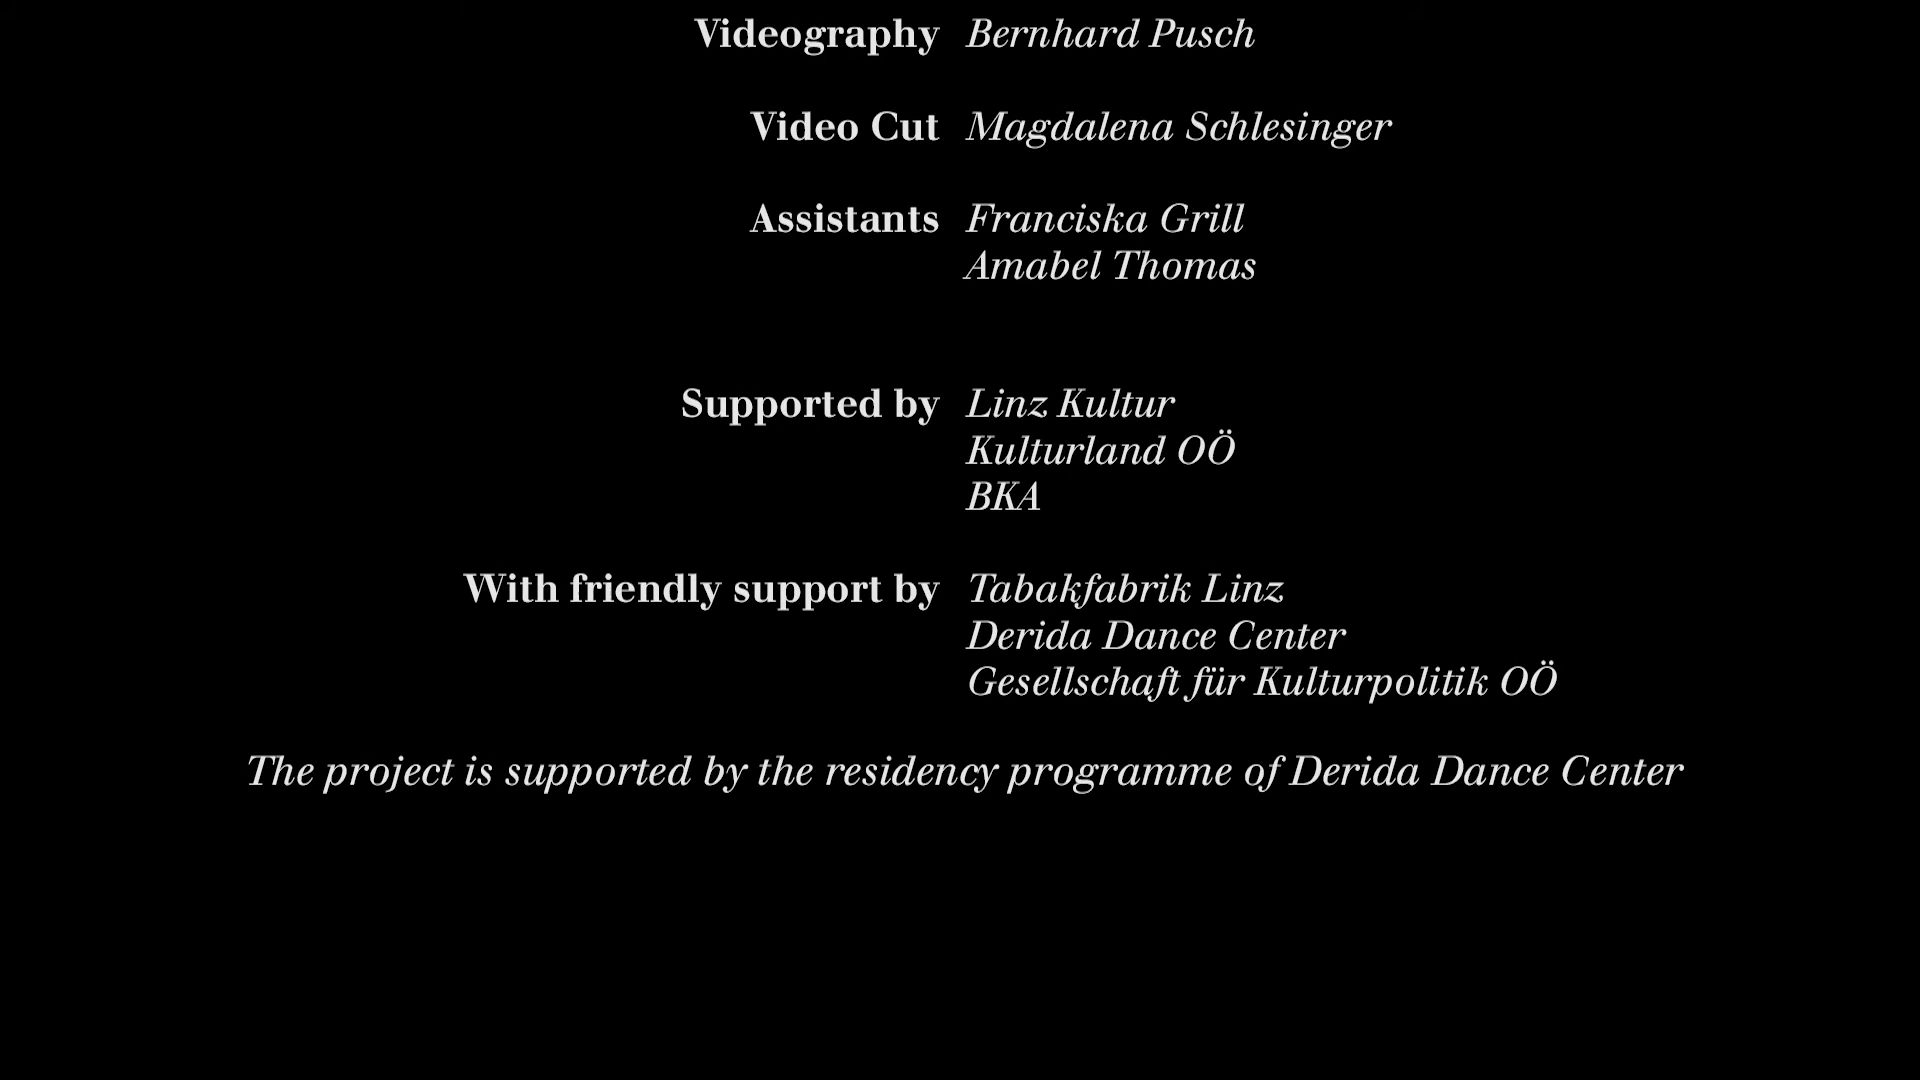 Videography Bernhard Pusch
Video Cut Magdalena Schlesinger
Assistants Franciska Grill
Amabel Thomas
Supported by Linz Kultur
Kulturland OÖ
BKA
With friendly support by Tabakfabrik Linz
Derida Dance Center
Gesellschaft für Kulturpolitik OÖ
The project is supported by the residency programme of Derida Dance Center